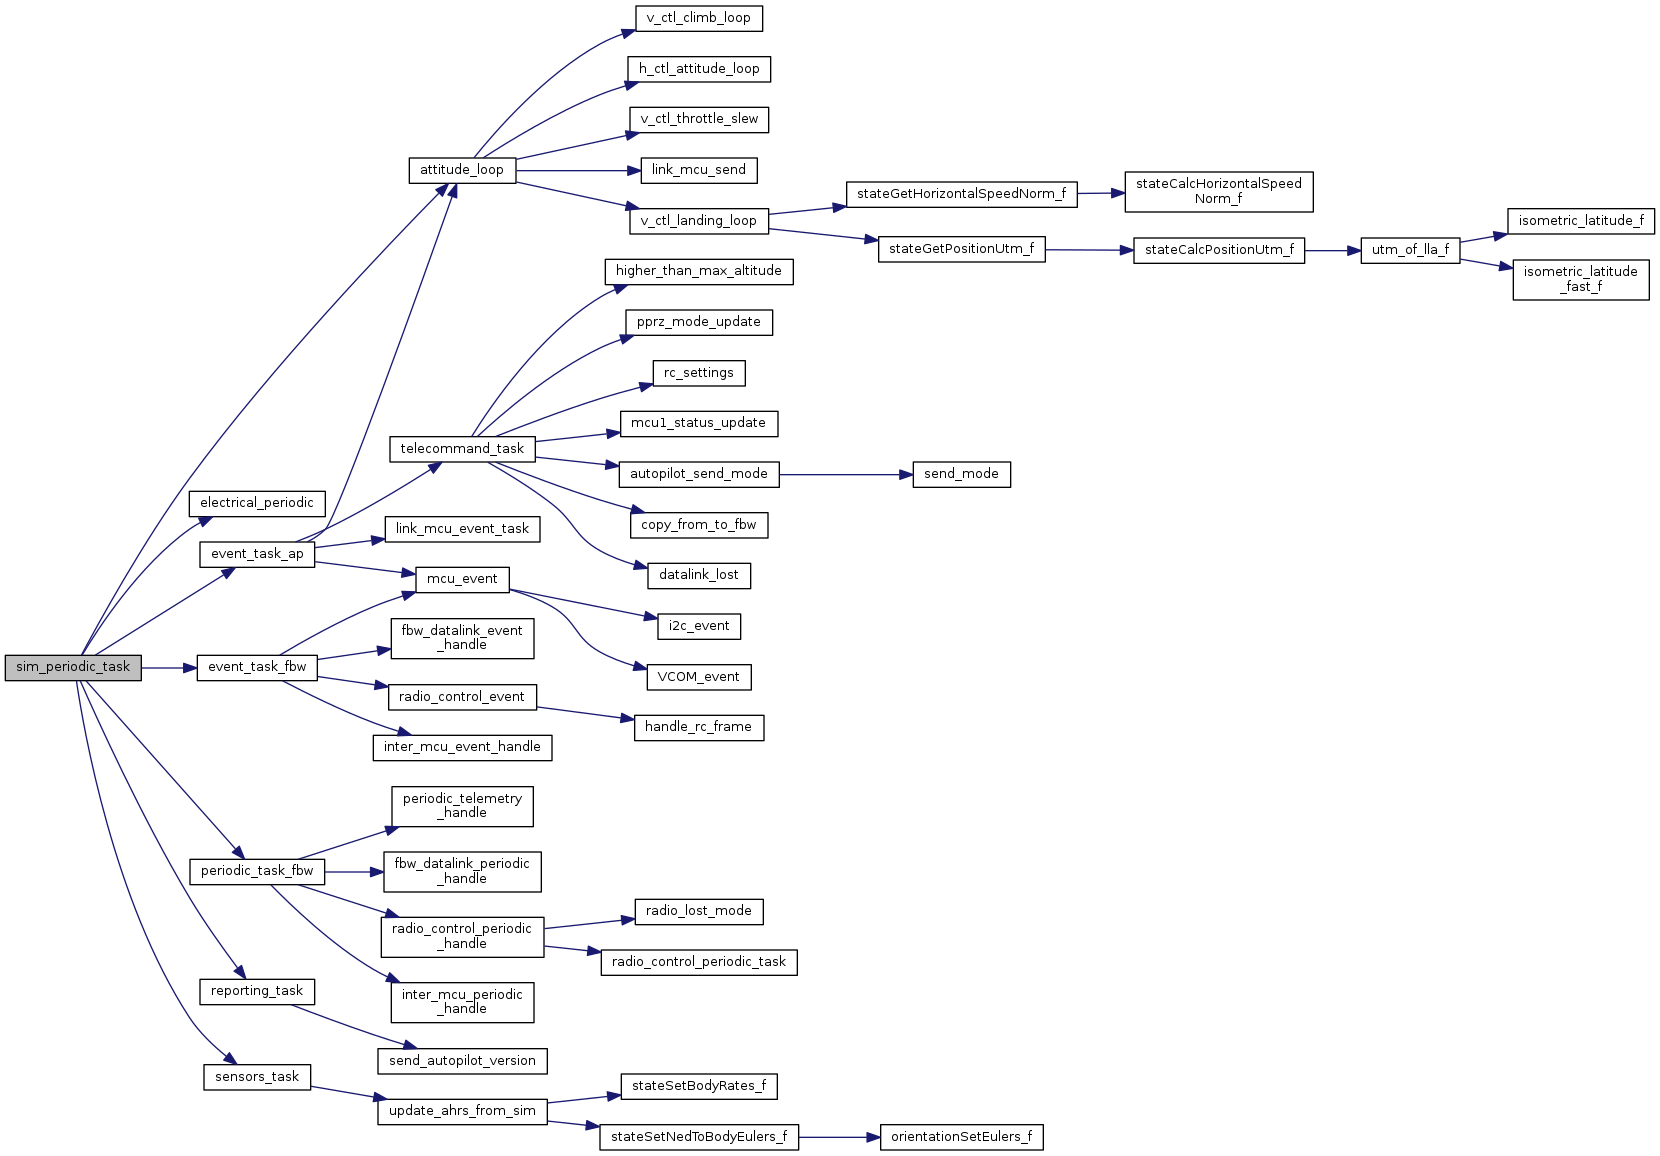 v_ctl_climb_loop
h_ctl_attitude_loop
v_ctl_throttle_slew
attitude_loop
link_mcu_send
v_ctl_landing_loop
stateGetHorizontalSpeedNorm_f
stateCalcHorizontalSpeed
Norm_f
stateGetPositionUtm_f
stateCalcPositionUtm_f
utm_of_lla_f
isometric_latitude_f
isometric_latitude
_fast_f
higher_than_max_altitude
pprz_mode_update
rc_settings
mcu1_status_update
telecommand_task
autopilot_send_mode
send_mode
copy_from_to_fbw
datalink_lost
electrical_periodic
event_task_ap
link_mcu_event_task
mcu_event
i2c_event
VCOM_event
sim_periodic_task
event_task_fbw
fbw_datalink_event
_handle
radio_control_event
handle_rc_frame
inter_mcu_event_handle
periodic_telemetry
_handle
periodic_task_fbw
fbw_datalink_periodic
_handle
radio_control_periodic
_handle
radio_lost_mode
radio_control_periodic_task
inter_mcu_periodic
_handle
reporting_task
send_autopilot_version
sensors_task
update_ahrs_from_sim
stateSetBodyRates_f
stateSetNedToBodyEulers_f
orientationSetEulers_f